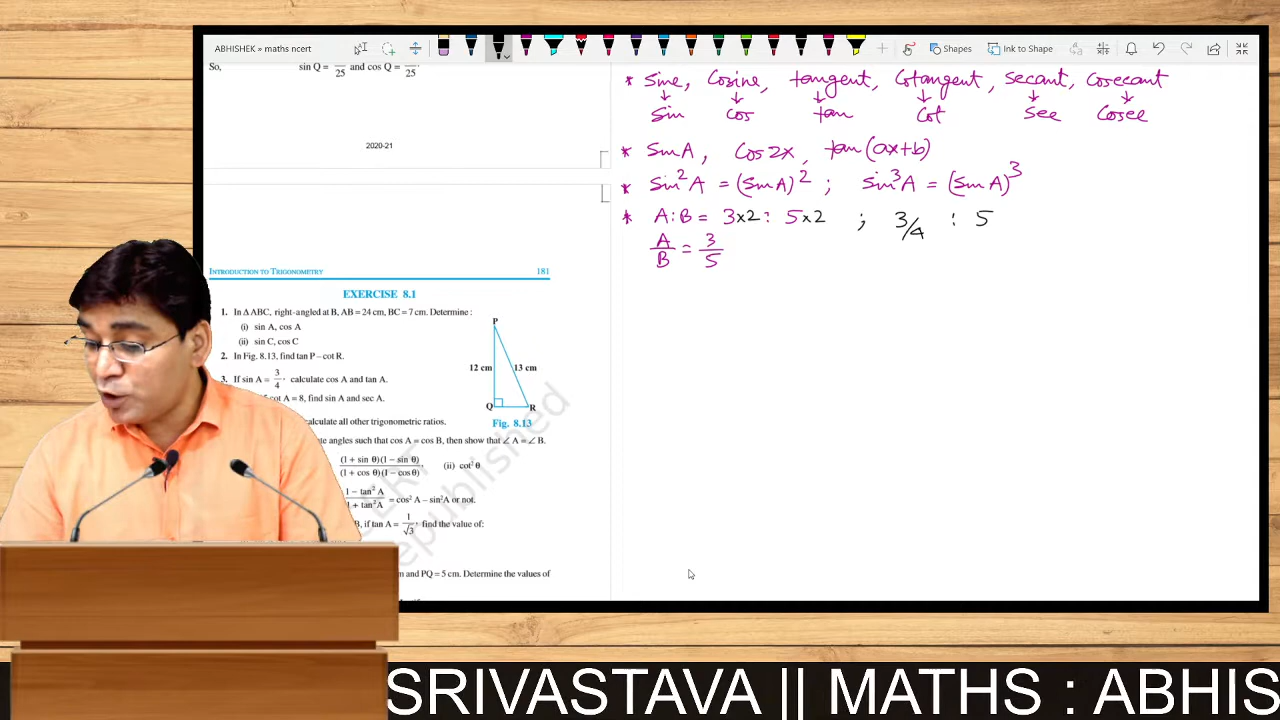 ABHISHEK » maths ncert
Shapes
Ink to Shape
So, sin Q = /25 and cos Q = /25 .
2020-21
INTRODUCTION TO TRIGONOMETRY 181
EXERCISE 8.1
1. In Δ ABC, right-angled at B, AB = 24 cm, BC = 7 cm. Determine :
(i) sin A, cos A
(ii) sin C, cos C
2. In Fig. 8.13, find tan P – cot R.
3. If sin A = 3/4 , calculate cos A and tan A.
cot A = 8, find sin A and sec A.
calculate all other trigonometric ratios.
angles such that cos A = cos B, then show that ∠ A = ∠ B.
(1 + sin θ)(1 – sin θ)/(1 + cos θ)(1 – cos θ) , (ii) cot² θ
1 – tan² A/1 + tan² A = cos² A – sin²A or not.
B, if tan A = 1/√3 , find the value of:
m and PQ = 5 cm. Determine the values of
P
12 cm 13 cm
Q R
Fig. 8.13
* Sine, Cosine, tangent, Cotangent, Secant, Cosecant
↓ ↓ ↓ ↓ ↓ ↓
Sin Cos tan Cot Sec Cosec
* Sin A, Cos 2x, tan (ax+b)
* Sin² A = (Sin A)² ; Sin³ A = (Sin A)³
* A : B = 3x2 : 5x2 ; 3/4 : 5
A/B = 3/5
SRIVASTAVA || MATHS : ABHIS